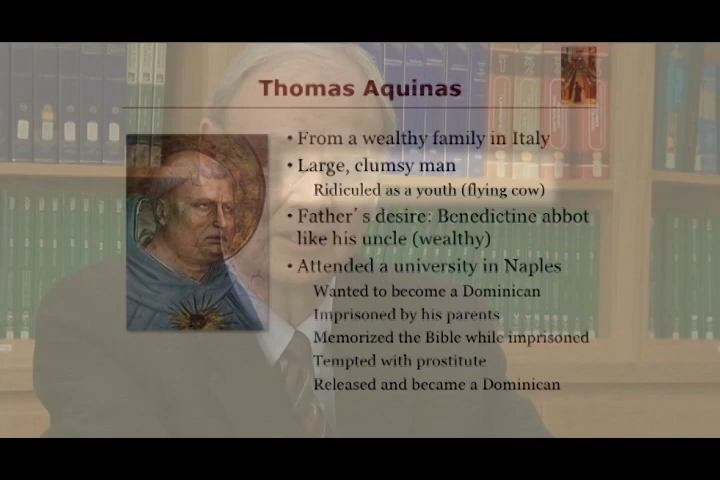 Thomas Aquinas
• From a wealthy family in Italy
• Large, clumsy man
Ridiculed as a youth (flying cow)
• Father's desire: Benedictine abbot
like his uncle (wealthy)
• Attended a university in Naples
Wanted to become a Dominican
Imprisoned by his parents
Memorized the Bible while imprisoned
Tempted with prostitute
Released and became a Dominican